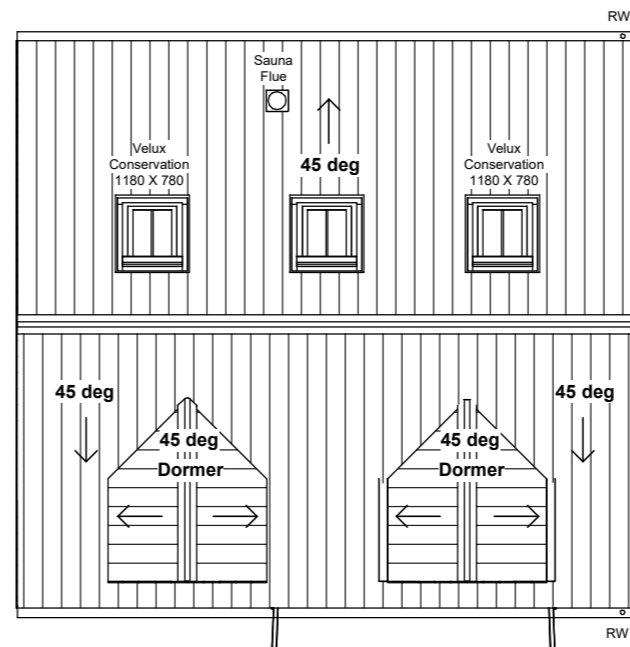 RW
Sauna
Flue
Velux
Conservation
1180 X 780
45 deg
Velux
Conservation
1180 X 780
45 deg
45 deg
Dormer
45 deg
Dormer
45 deg
RW